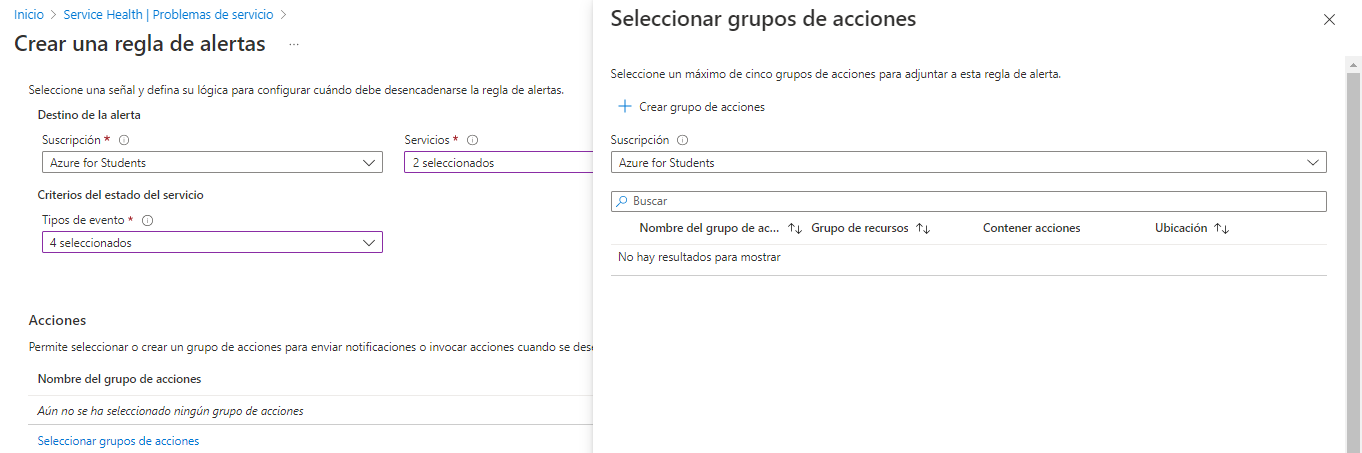 Inicio > Service Health | Problemas de servicio >
Crear una regla de alertas ...
Seleccione una señal y defina su lógica para configurar cuándo debe desencadenarse la regla de alertas.
Destino de la alerta
Suscripción * Servicios *
Azure for Students 2 seleccionados
Criterios del estado del servicio
Tipos de evento *
4 seleccionados
Acciones
Permite seleccionar o crear un grupo de acciones para enviar notificaciones o invocar acciones cuando se
Nombre del grupo de acciones
Aún no se ha seleccionado ningún grupo de acciones
Seleccionar grupos de acciones
Seleccionar grupos de acciones
Seleccione un máximo de cinco grupos de acciones para adjuntar a esta regla de alerta.
+ Crear grupo de acciones
Suscripción
Azure for Students
Buscar
Nombre del grupo de ac... Grupo de recursos Contener acciones Ubicación
No hay resultados para mostrar